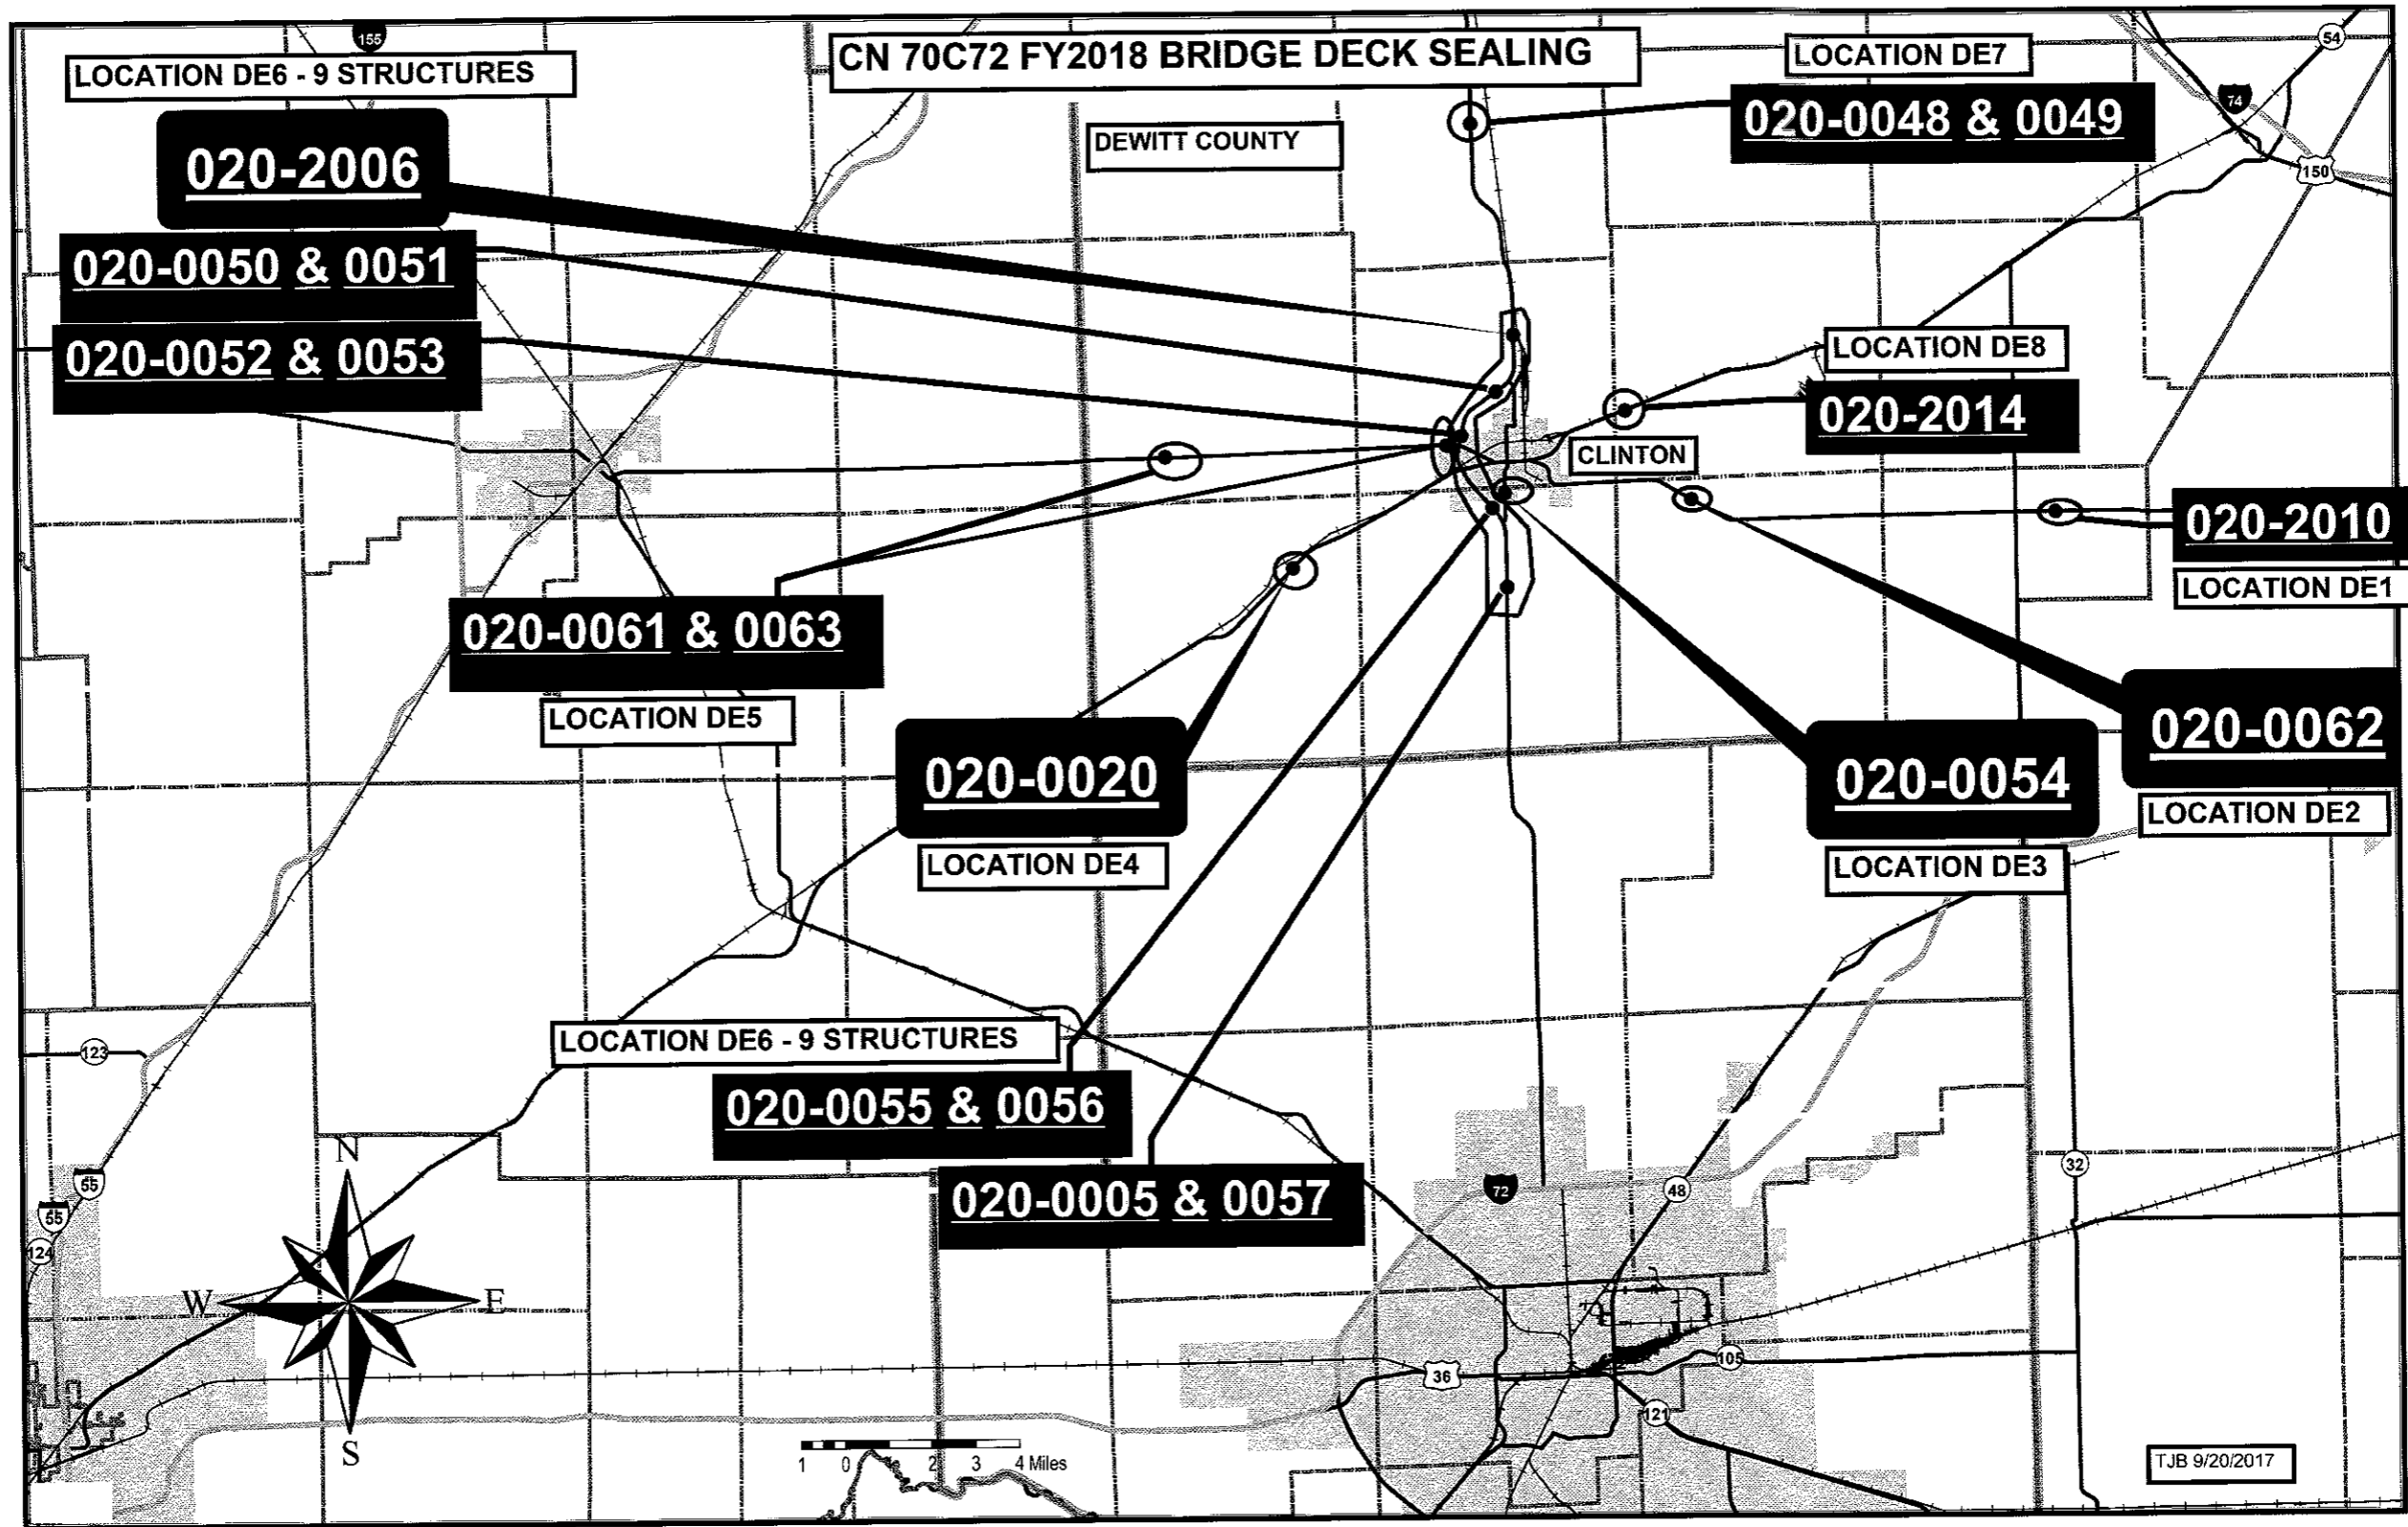 155
CN 70C72 FY2018 BRIDGE DECK SEALING
LOCATION DE7
54
LOCATION DE6 - 9 STRUCTURES
74
020-0048 & 0049
DEWITT COUNTY
150
020-2006
020-0050 & 0051
020-0052 & 0053
LOCATION DE8
020-2014
CLINTON
020-2010
LOCATION DE1
020-0061 & 0063
LOCATION DE5
020-0020
LOCATION DE4
020-0054
LOCATION DE3
020-0062
LOCATION DE2
LOCATION DE6 - 9 STRUCTURES
123
020-0055 & 0056
020-0005 & 0057
N
W
E
S
55
55
124
72
48
32
36
105
121
1 0 2 3 4 Miles
TJB 9/20/2017